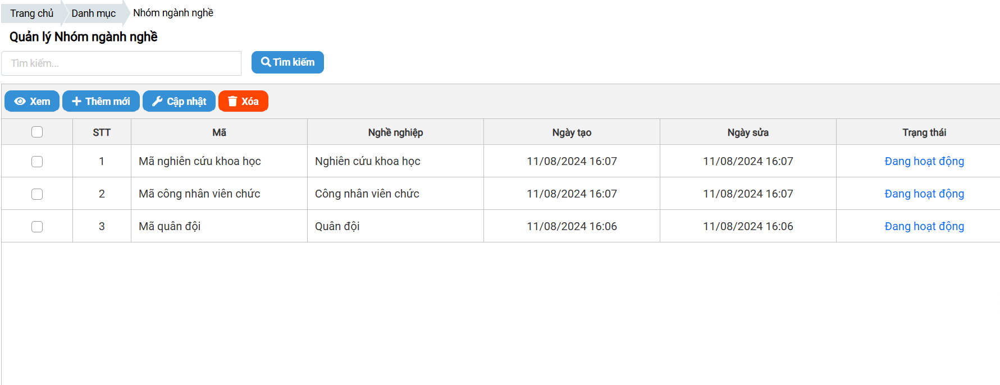 Trang chủ Danh mục Nhóm ngành nghề
Quản lý Nhóm ngành nghề
Tìm kiếm... Tìm kiếm
Xem Thêm mới Cập nhật Xóa
STT Mã Nghề nghiệp Ngày tạo Ngày sửa Trạng thái
1 Mã nghiên cứu khoa học Nghiên cứu khoa học 11/08/2024 16:07 11/08/2024 16:07 Đang hoạt động
2 Mã công nhân viên chức Công nhân viên chức 11/08/2024 16:07 11/08/2024 16:07 Đang hoạt động
3 Mã quân đội Quân đội 11/08/2024 16:06 11/08/2024 16:06 Đang hoạt động